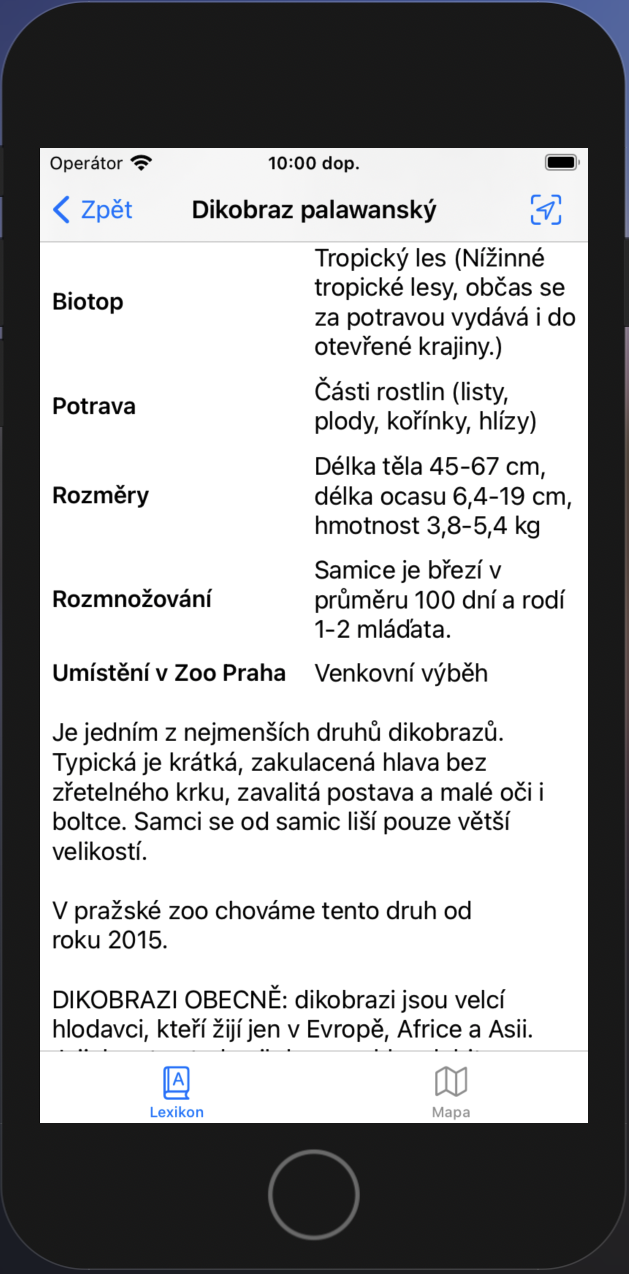 Operátor
10:00 dop.
Zpět
Dikobraz palawanský
Biotop
Tropický les (Nížinné
tropické lesy, občas se
za potravou vydává i do
otevřené krajiny.)
Potrava
Části rostlin (listy,
plody, kořínky, hlízy)
Rozměry
Délka těla 45-67 cm,
délka ocasu 6,4-19 cm,
hmotnost 3,8-5,4 kg
Rozmnožování
Samice je březí v
průměru 100 dní a rodí
1-2 mláďata.
Umístění v Zoo Praha
Venkovní výběh
Je jedním z nejmenších druhů dikobrazů.
Typická je krátká, zakulacená hlava bez
zřetelného krku, zavalitá postava a malé oči i
boltce. Samci se od samic liší pouze větší
velikostí.
V pražské zoo chováme tento druh od
roku 2015.
DIKOBRAZI OBECNĚ: dikobrazi jsou velcí
hlodavci, kteří žijí jen v Evropě, Africe a Asii.
A
Lexikon
Mapa